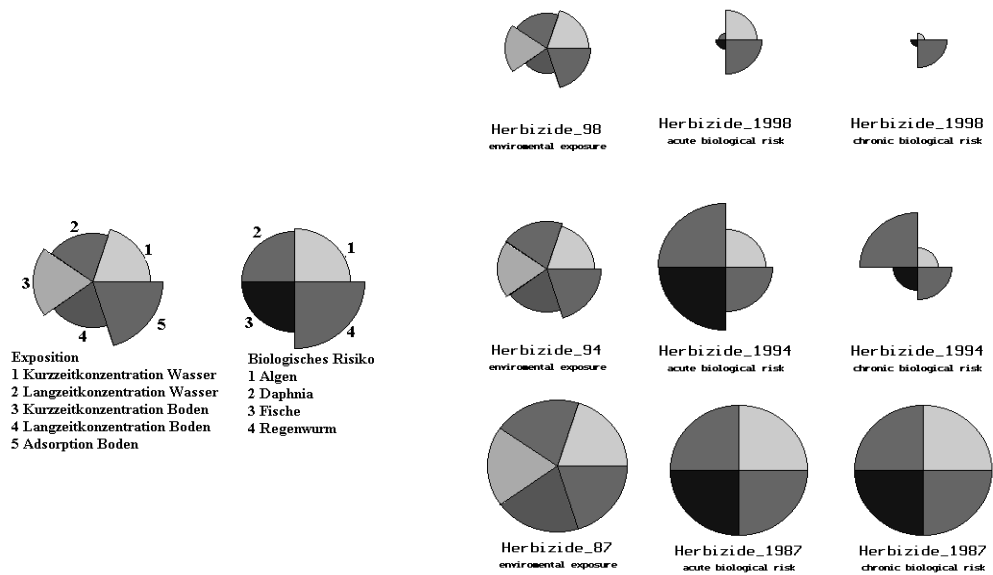 Herbizide_98
enviromental exposure
Herbizide_1998
acute biological risk
Herbizide_1998
chronic biological risk
1
2
3
4
5
Exposition
1 Kurzzeitkonzentration Wasser
2 Langzeitkonzentration Wasser
3 Kurzzeitkonzentration Boden
4 Langzeitkonzentration Boden
5 Adsorption Boden
1
2
3
4
Biologisches Risiko
1 Algen
2 Daphnia
3 Fische
4 Regenwurm
Herbizide_94
enviromental exposure
Herbizide_1994
acute biological risk
Herbizide_1994
chronic biological risk
Herbizide_87
enviromental exposure
Herbizide_1987
acute biological risk
Herbizide_1987
chronic biological risk